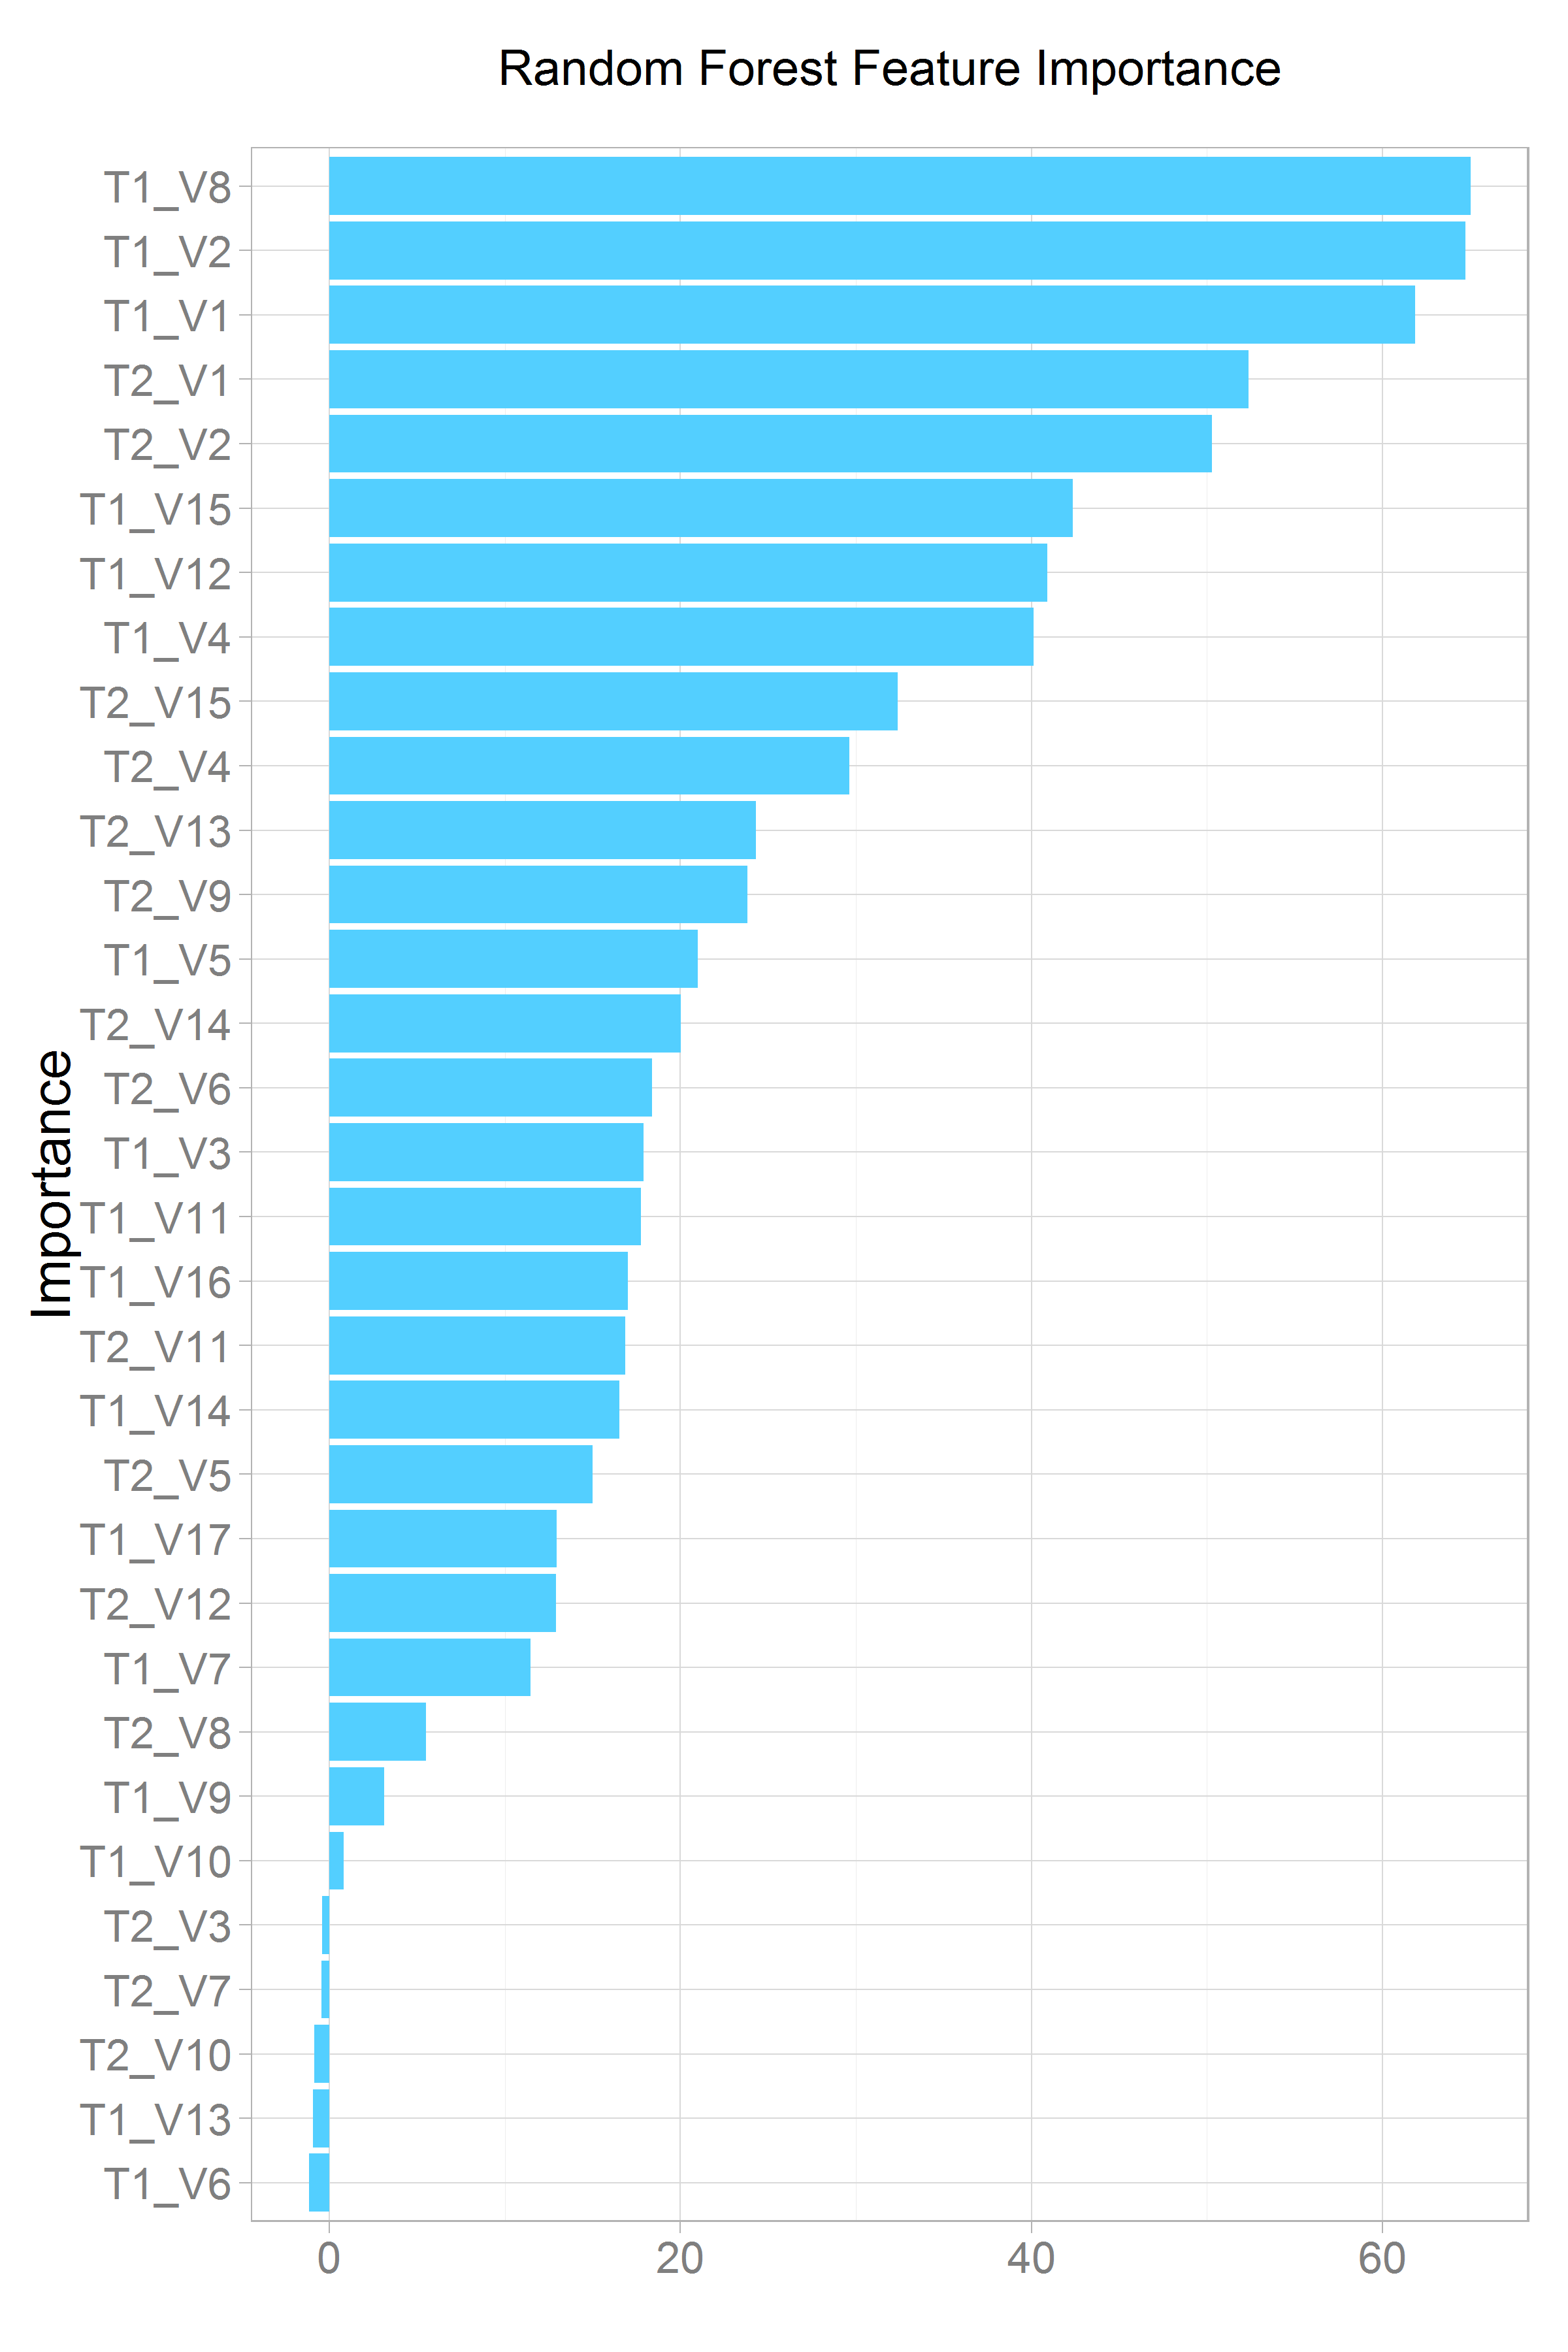 Random Forest Feature Importance
Importance
T1_V8
T1_V2
T1_V1
T2_V1
T2_V2
T1_V15
T1_V12
T1_V4
T2_V15
T2_V4
T2_V13
T2_V9
T1_V5
T2_V14
T2_V6
T1_V3
T1_V11
T1_V16
T2_V11
T1_V14
T2_V5
T1_V17
T2_V12
T1_V7
T2_V8
T1_V9
T1_V10
T2_V3
T2_V7
T2_V10
T1_V13
T1_V6
0 20 40 60